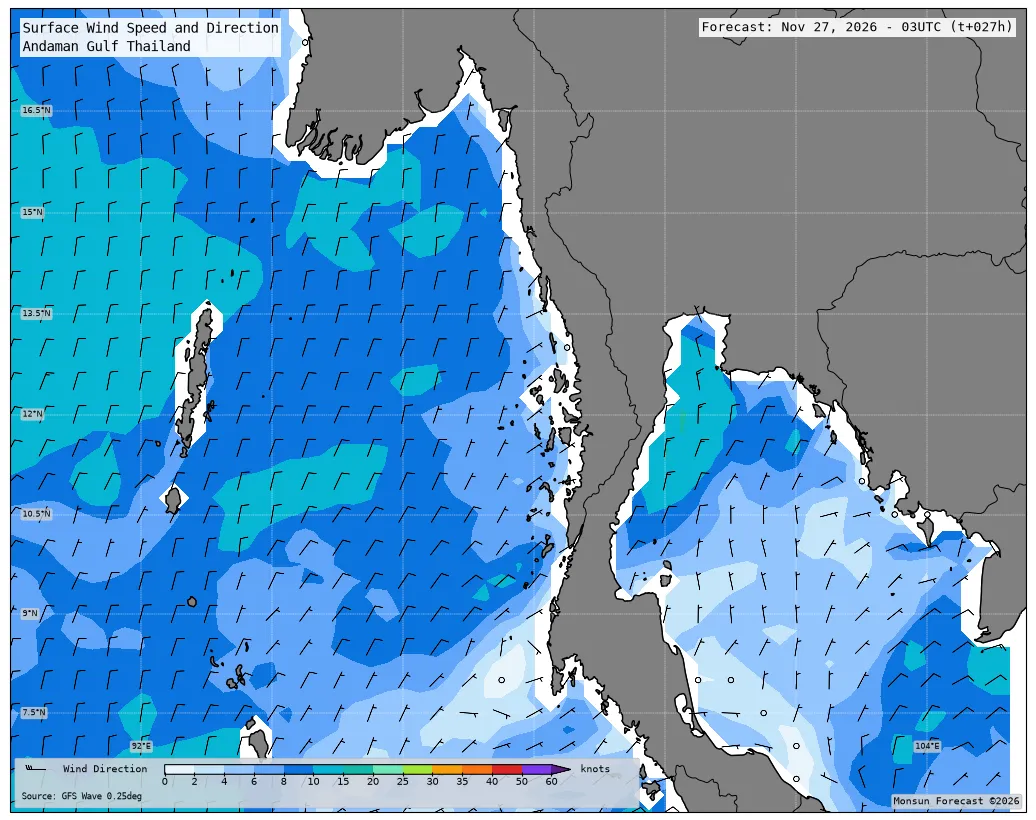 Surface Wind Speed and Direction
Andaman Gulf Thailand
Forecast: Nov 27, 2026 - 03UTC (t+027h)
16.5°N
15°N
13.5°N
12°N
10.5°N
9°N
7.5°N
92°E
104°E
Wind Direction
0 2 4 6 8 10 15 20 25 30 35 40 50 60 knots
Source: GFS Wave 0.25deg
Monsun Forecast ©2026